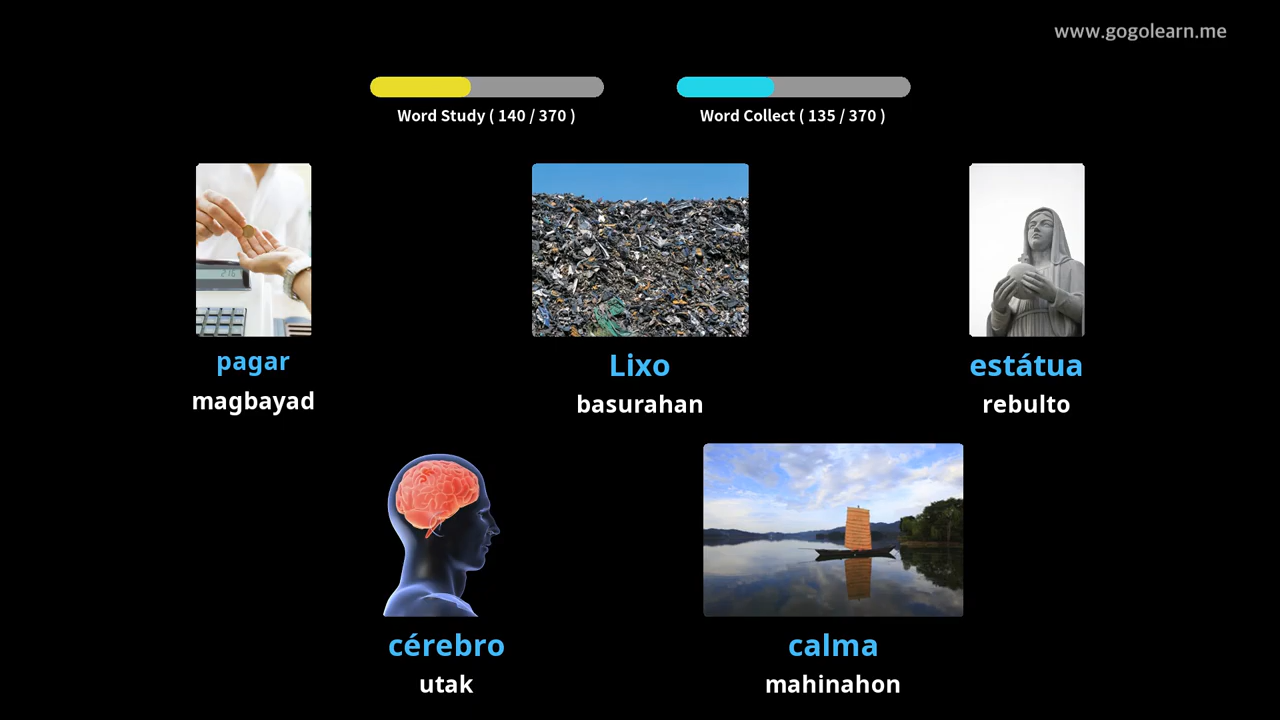 www.gogolearn.me
Word Study ( 140 / 370 )
Word Collect ( 135 / 370 )
pagar
magbayad
Lixo
basurahan
estátua
rebulto
cérebro
utak
calma
mahinahon